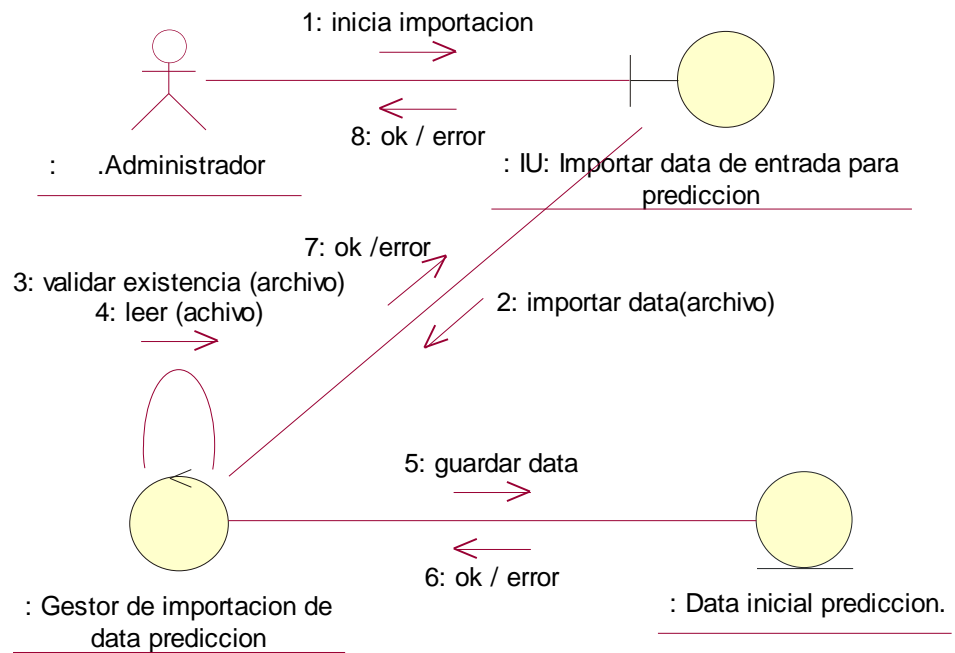 1: inicia importacion
8: ok / error
: .Administrador
: IU: Importar data de entrada para
prediccion
7: ok /error
3: validar existencia (archivo)
4: leer (achivo)
2: importar data(archivo)
5: guardar data
6: ok / error
: Gestor de importacion de
data prediccion
: Data inicial prediccion.